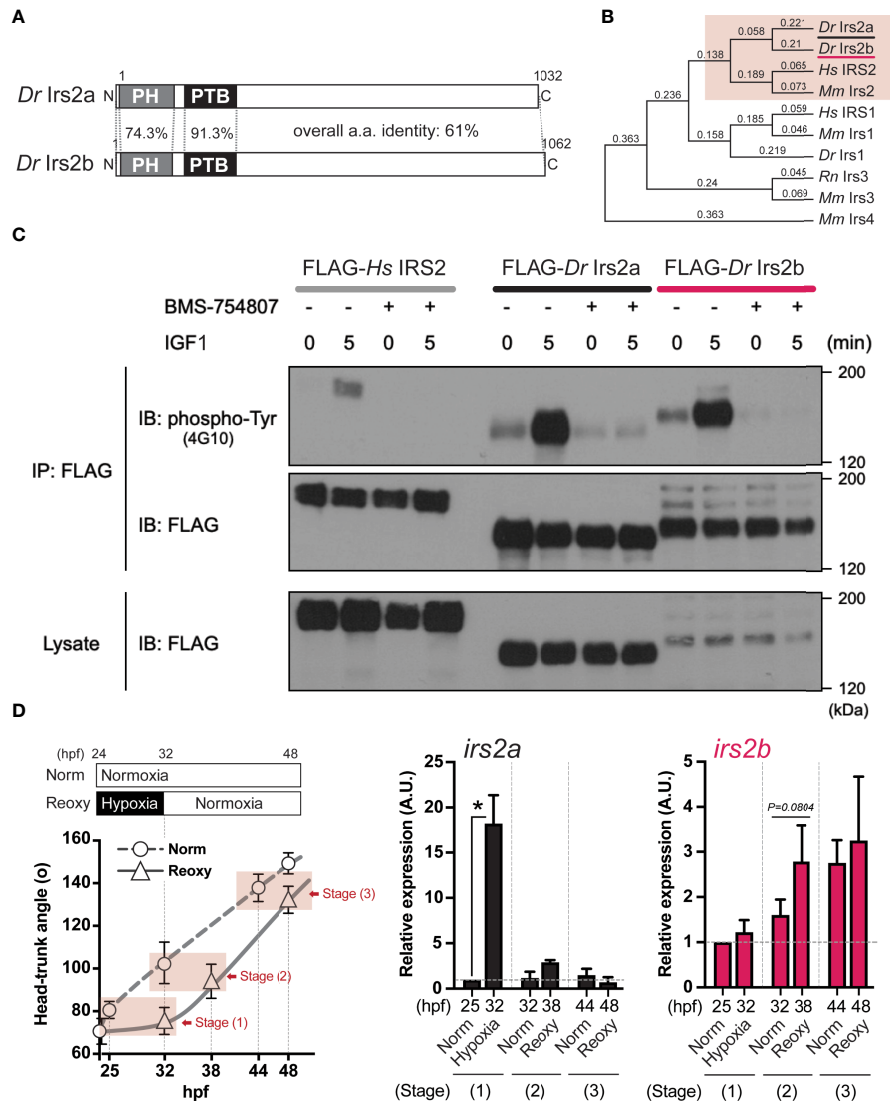 A
1
1032
Dr Irs2a N PH PTB C
74.3% 91.3% overall a.a. identity: 61%
1
1062
Dr Irs2b N PH PTB C
B
0.22
Dr Irs2a
0.058
0.21
Dr Irs2b
0.138
0.065
Hs IRS2
0.189
0.073
Mm Irs2
0.236
0.059
Hs IRS1
0.185
0.046
Mm Irs1
0.158
0.219
Dr Irs1
0.363
0.045
Rn Irs3
0.24
0.069
Mm Irs3
0.363
Mm Irs4
C
FLAG-Hs IRS2 FLAG-Dr Irs2a FLAG-Dr Irs2b
BMS-754807 - - + + - - + + - - + +
IGF1 0 5 0 5 0 5 0 5 0 5 0 5 (min)
200
IB: phospho-Tyr
(4G10)
120
IP: FLAG
200
IB: FLAG
120
200
Lysate IB: FLAG
120
(kDa)
D
(hpf) 24 32 48
Norm Normoxia
Reoxy Hypoxia Normoxia
Head-trunk angle (o)
160
140
120
100
80
60
Norm
Reoxy
Stage (3)
Stage (2)
Stage (1)
25 32 38 44 48
hpf
irs2a
Relative expression (A.U.)
25
20
15
10
5
0
*
(hpf) 25 32 32 38 44 48
Norm Hypoxia Norm Reoxy Norm Reoxy
(Stage) (1) (2) (3)
irs2b
Relative expression (A.U.)
5
4
3
2
1
0
P=0.0804
(hpf) 25 32 32 38 44 48
Norm Hypoxia Norm Reoxy Norm Reoxy
(Stage) (1) (2) (3)